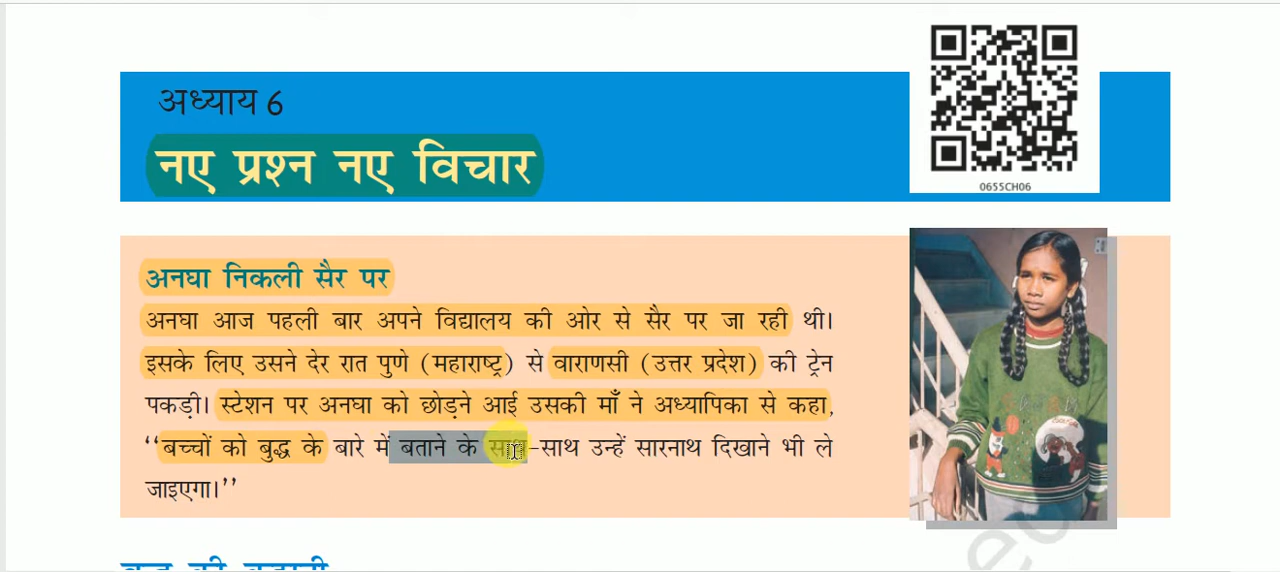 अध्याय 6
नए प्रश्न नए विचार
0655CH06
अनघा निकली सैर पर
अनघा आज पहली बार अपने विद्यालय की ओर से सैर पर जा रही थी।
इसके लिए उसने देर रात पुणे (महाराष्ट्र) से वाराणसी (उत्तर प्रदेश) की ट्रेन
पकड़ी। स्टेशन पर अनघा को छोड़ने आई उसकी माँ ने अध्यापिका से कहा,
‘‘बच्चों को बुद्ध के बारे में बताने के साथ-साथ उन्हें सारनाथ दिखाने भी ले
जाइएगा।’’